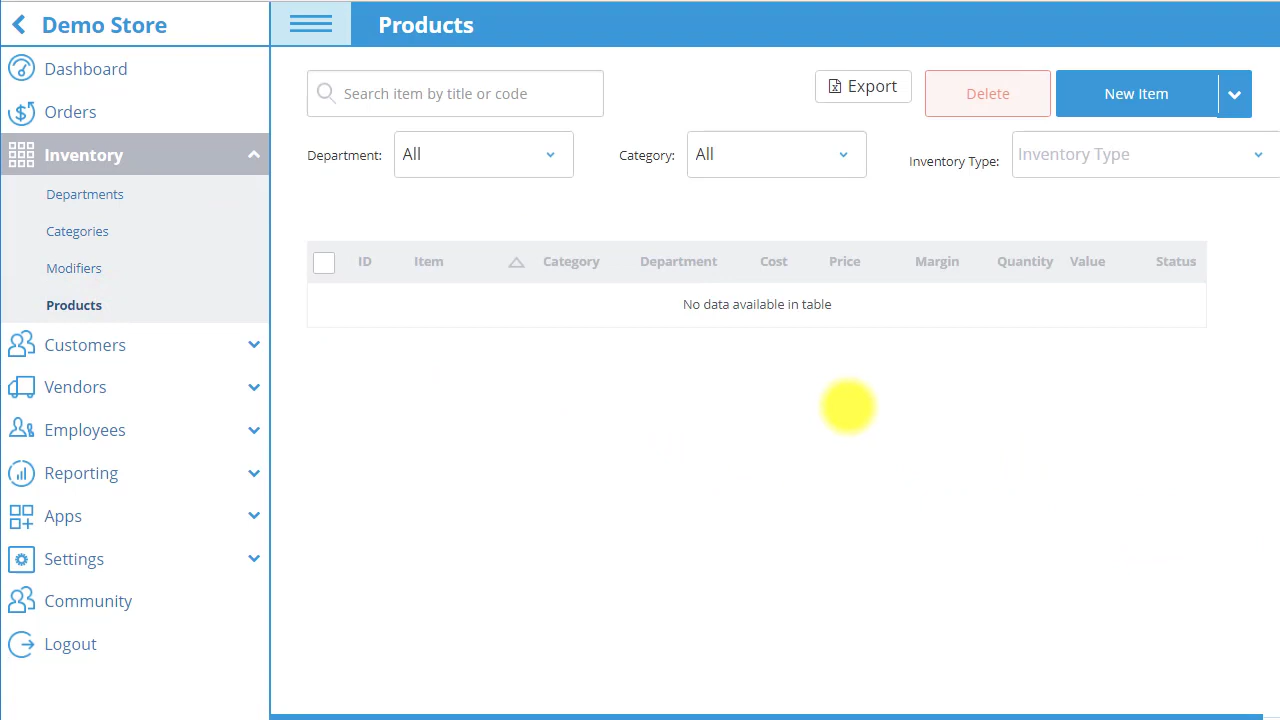 Demo Store
Products
Dashboard
Orders
Inventory
Departments
Categories
Modifiers
Products
Customers
Vendors
Employees
Reporting
Apps
Settings
Community
Logout
Search item by title or code
Export
Delete
New Item
Department: All
Category: All
Inventory Type: Inventory Type
ID Item Category Department Cost Price Margin Quantity Value Status
No data available in table